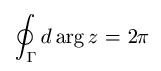 ∮_Γ d arg z = 2π